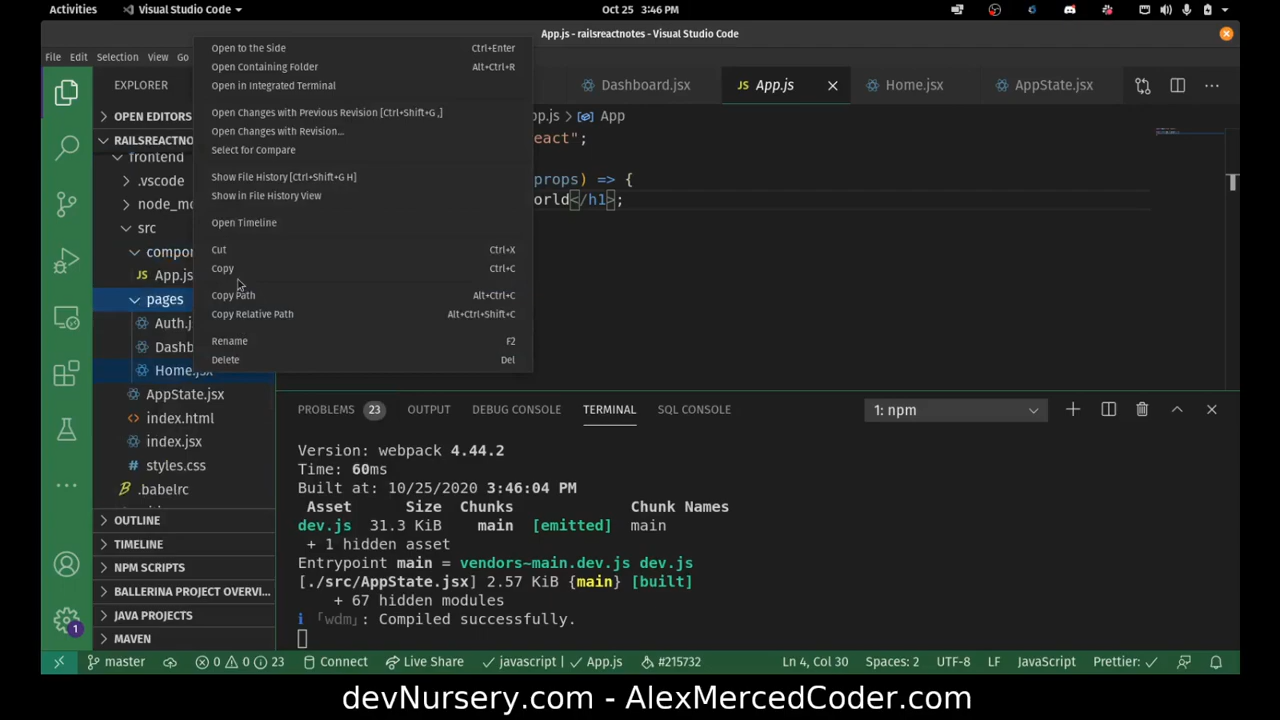 Activities
Visual Studio Code
Oct 25 3:46 PM
App.js - railsreactnotes - Visual Studio Code
File Edit Selection View Go
Open to the Side Ctrl+Enter
Open Containing Folder Alt+Ctrl+R
Open in Integrated Terminal
Open Changes with Previous Revision [Ctrl+Shift+G ,]
Open Changes with Revision...
Select for Compare
Show File History [Ctrl+Shift+G H]
Show in File History View
Open Timeline
Cut Ctrl+X
Copy Ctrl+C
Copy Path Alt+Ctrl+C
Copy Relative Path Alt+Ctrl+Shift+C
Rename F2
Delete Del
EXPLORER
OPEN EDITORS
RAILSREACTNO
frontend
.vscode
node_mo
src
compor
JS App.js
pages
Auth.j
Dashb
Home.jsx
AppState.jsx
<> index.html
index.jsx
# styles.css
.babelrc
OUTLINE
TIMELINE
NPM SCRIPTS
BALLERINA PROJECT OVERVI...
JAVA PROJECTS
MAVEN
1
Dashboard.jsx
JS App.js
Home.jsx
AppState.jsx
pp.js > App
eact";
props) => {
orld</h1>;
PROBLEMS 23 OUTPUT DEBUG CONSOLE TERMINAL SQL CONSOLE
1: npm
Version: webpack 4.44.2
Time: 60ms
Built at: 10/25/2020 3:46:04 PM
Asset Size Chunks Chunk Names
dev.js 31.3 KiB main [emitted] main
+ 1 hidden asset
Entrypoint main = vendors~main.dev.js dev.js
[./src/AppState.jsx] 2.57 KiB {main} [built]
+ 67 hidden modules
i 「wdm」: Compiled successfully.
master 0 0 23 Connect Live Share javascript | App.js #215732 Ln 4, Col 30 Spaces: 2 UTF-8 LF JavaScript Prettier:
devNursery.com - AlexMercedCoder.com